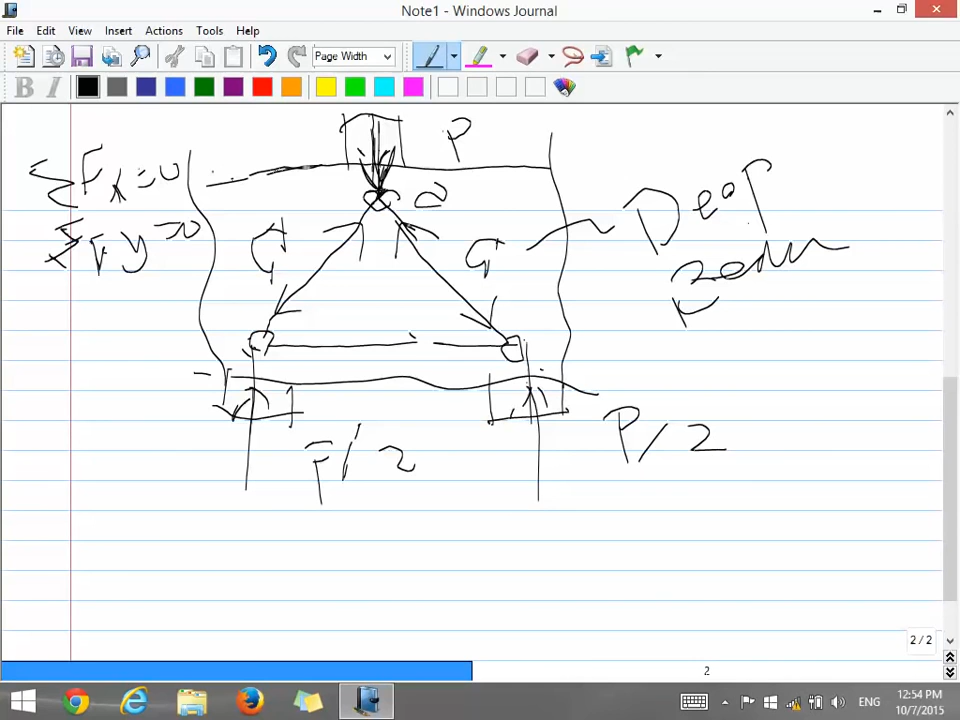 Note1 - Windows Journal
File Edit View Insert Actions Tools Help
Page Width
B I
P
ΣFx=0
ΣFy=0
a
Deep
Beam
P/2
P/2
2 / 2
2
ENG
12:54 PM
10/7/2015